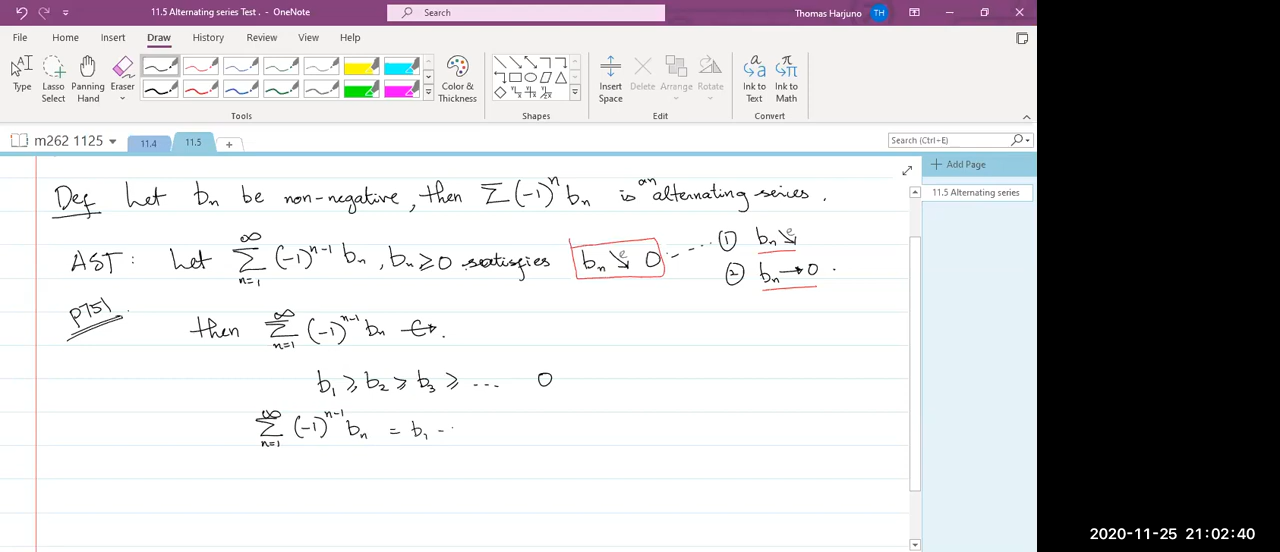 11.5 Alternating series Test . - OneNote
Search
Thomas Harjuno TH
File Home Insert Draw History Review View Help
Type
Lasso Select
Panning Hand
Eraser
Color & Thickness
Insert Space
Delete
Arrange
Rotate
Ink to Text
Ink to Math
Tools Shapes Edit Convert
m262 1125 11.4 11.5 +
Search (Ctrl+E)
Add Page
11.5 Alternating series
Def Let bₙ be non-negative, then Σ(-1)ⁿ bₙ is an alternating series.
AST: Let Σ_{n=1}^{∞} (-1)^{n-1} bₙ, bₙ ≥ 0 satisfies bₙ ↘ᵉ 0 ..... ① bₙ ↘ᵉ
② bₙ → 0 .
p751.
then Σ_{n=1}^{∞} (-1)^{n-1} bₙ .
b₁ ≥ b₂ ≥ b₃ ≥ ... 0
Σ_{n=1}^{∞} (-1)^{n-1} bₙ = b₁ -
2020-11-25 21:02:40